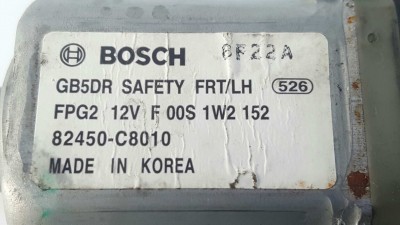 BOSCH 8F22A
GB5DR SAFETY FRT/LH 526
FPG2 12V F 00S 1W2 152
82450-C8010
MADE IN KOREA